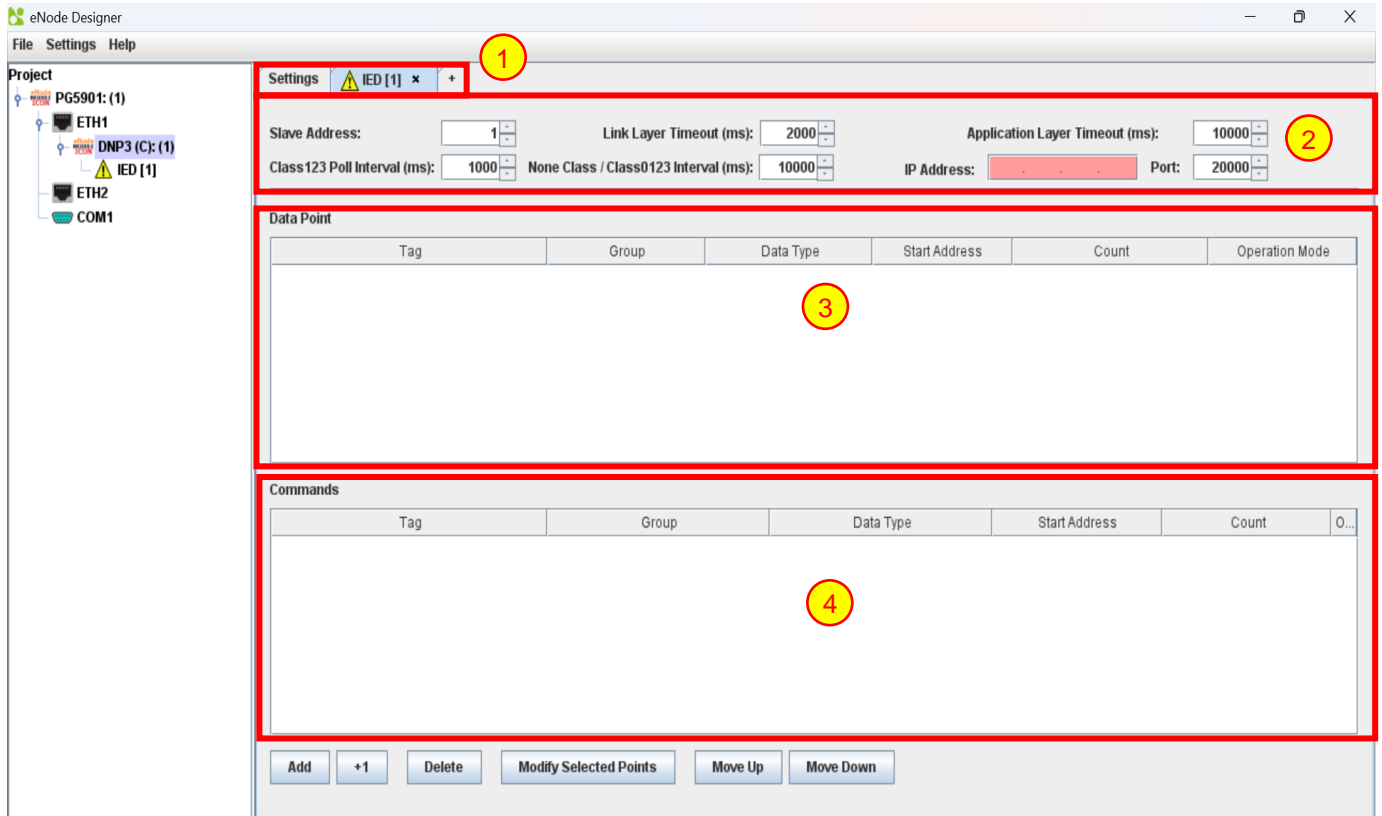 eNode Designer
File Settings Help
Project
PG5901: (1)
ETH1
DNP3 (C): (1)
IED [1]
ETH2
COM1
Settings IED [1] × +
1
Slave Address: 1 Link Layer Timeout (ms): 2000 Application Layer Timeout (ms): 10000
Class123 Poll Interval (ms): 1000 None Class / Class0123 Interval (ms): 10000 IP Address: . . . Port: 20000
2
Data Point
Tag Group Data Type Start Address Count Operation Mode
3
Commands
Tag Group Data Type Start Address Count O...
4
Add +1 Delete Modify Selected Points Move Up Move Down